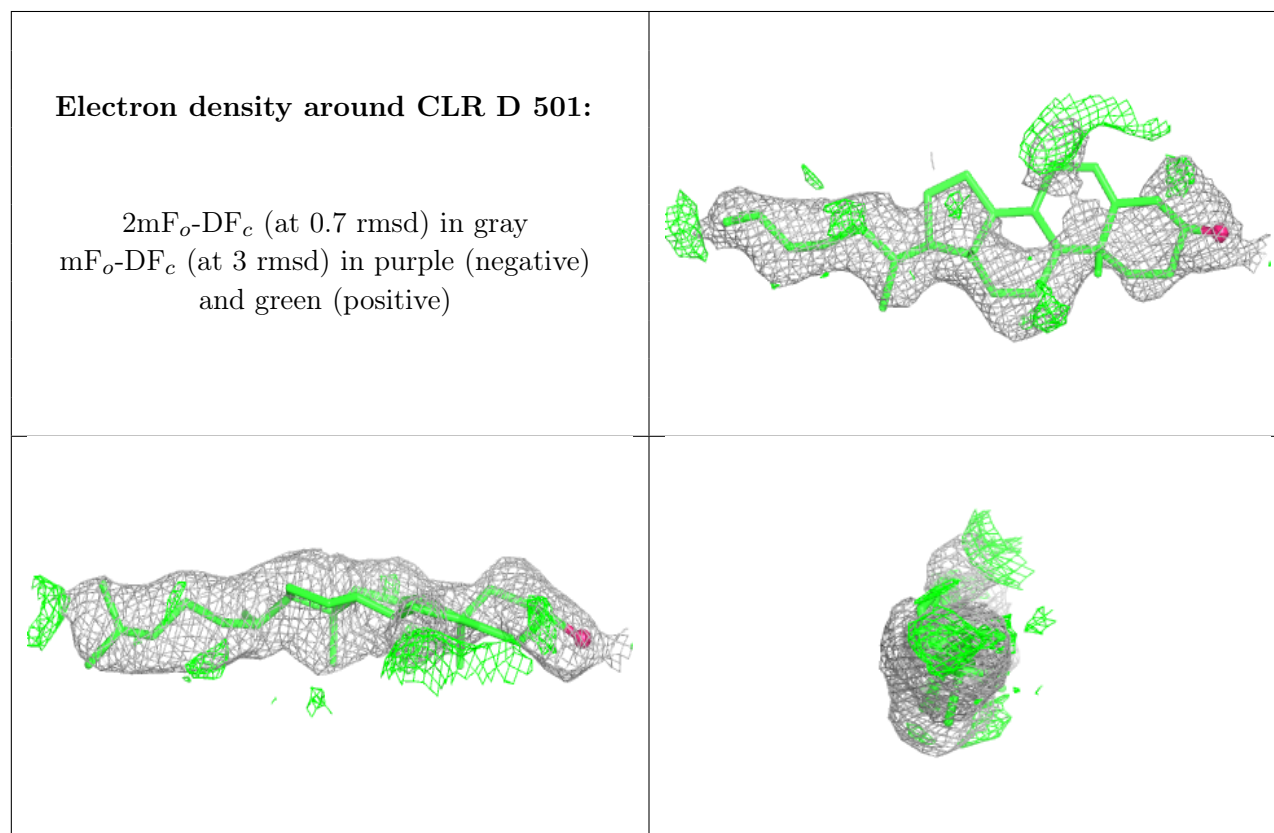 Electron density around CLR D 501:
2mFo-DFc (at 0.7 rmsd) in gray
mFo-DFc (at 3 rmsd) in purple (negative)
and green (positive)